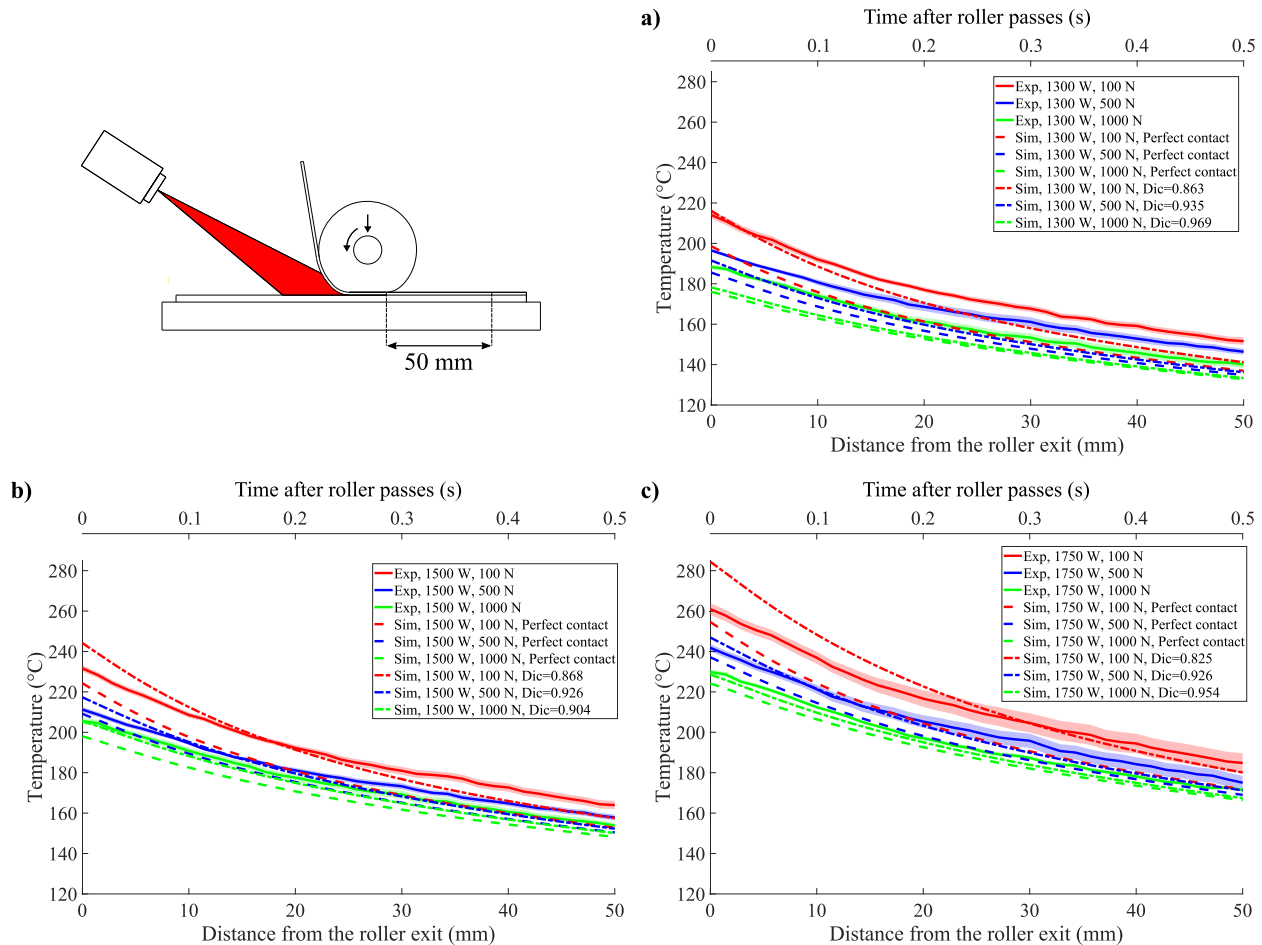 50 mm
a)
Time after roller passes (s)
0 0.1 0.2 0.3 0.4 0.5
Temperature (°C)
280
260
240
220
200
180
160
140
120
Exp, 1300 W, 100 N
Exp, 1300 W, 500 N
Exp, 1300 W, 1000 N
Sim, 1300 W, 100 N, Perfect contact
Sim, 1300 W, 500 N, Perfect contact
Sim, 1300 W, 1000 N, Perfect contact
Sim, 1300 W, 100 N, Dic=0.863
Sim, 1300 W, 500 N, Dic=0.935
Sim, 1300 W, 1000 N, Dic=0.969
0 10 20 30 40 50
Distance from the roller exit (mm)
b)
Time after roller passes (s)
0 0.1 0.2 0.3 0.4 0.5
Temperature (°C)
280
260
240
220
200
180
160
140
120
Exp, 1500 W, 100 N
Exp, 1500 W, 500 N
Exp, 1500 W, 1000 N
Sim, 1500 W, 100 N, Perfect contact
Sim, 1500 W, 500 N, Perfect contact
Sim, 1500 W, 1000 N, Perfect contact
Sim, 1500 W, 100 N, Dic=0.868
Sim, 1500 W, 500 N, Dic=0.926
Sim, 1500 W, 1000 N, Dic=0.904
0 10 20 30 40 50
Distance from the roller exit (mm)
c)
Time after roller passes (s)
0 0.1 0.2 0.3 0.4 0.5
Temperature (°C)
280
260
240
220
200
180
160
140
120
Exp, 1750 W, 100 N
Exp, 1750 W, 500 N
Exp, 1750 W, 1000 N
Sim, 1750 W, 100 N, Perfect contact
Sim, 1750 W, 500 N, Perfect contact
Sim, 1750 W, 1000 N, Perfect contact
Sim, 1750 W, 100 N, Dic=0.825
Sim, 1750 W, 500 N, Dic=0.926
Sim, 1750 W, 1000 N, Dic=0.954
0 10 20 30 40 50
Distance from the roller exit (mm)